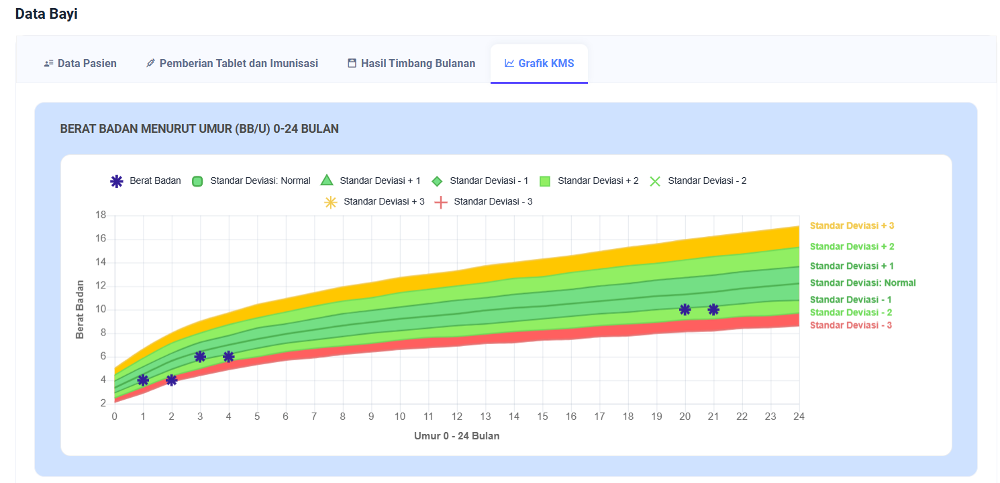 Data Bayi
Data Pasien Pemberian Tablet dan Imunisasi Hasil Timbang Bulanan Grafik KMS
BERAT BADAN MENURUT UMUR (BB/U) 0-24 BULAN
Berat Badan Standar Deviasi: Normal Standar Deviasi + 1 Standar Deviasi - 1 Standar Deviasi + 2 Standar Deviasi - 2
Standar Deviasi + 3 Standar Deviasi - 3
18
16
14
12
10
8
6
4
2
Berat Badan
Standar Deviasi + 3
Standar Deviasi + 2
Standar Deviasi + 1
Standar Deviasi: Normal
Standar Deviasi - 1
Standar Deviasi - 2
Standar Deviasi - 3
0 1 2 3 4 5 6 7 8 9 10 11 12 13 14 15 16 17 18 19 20 21 22 23 24
Umur 0 - 24 Bulan